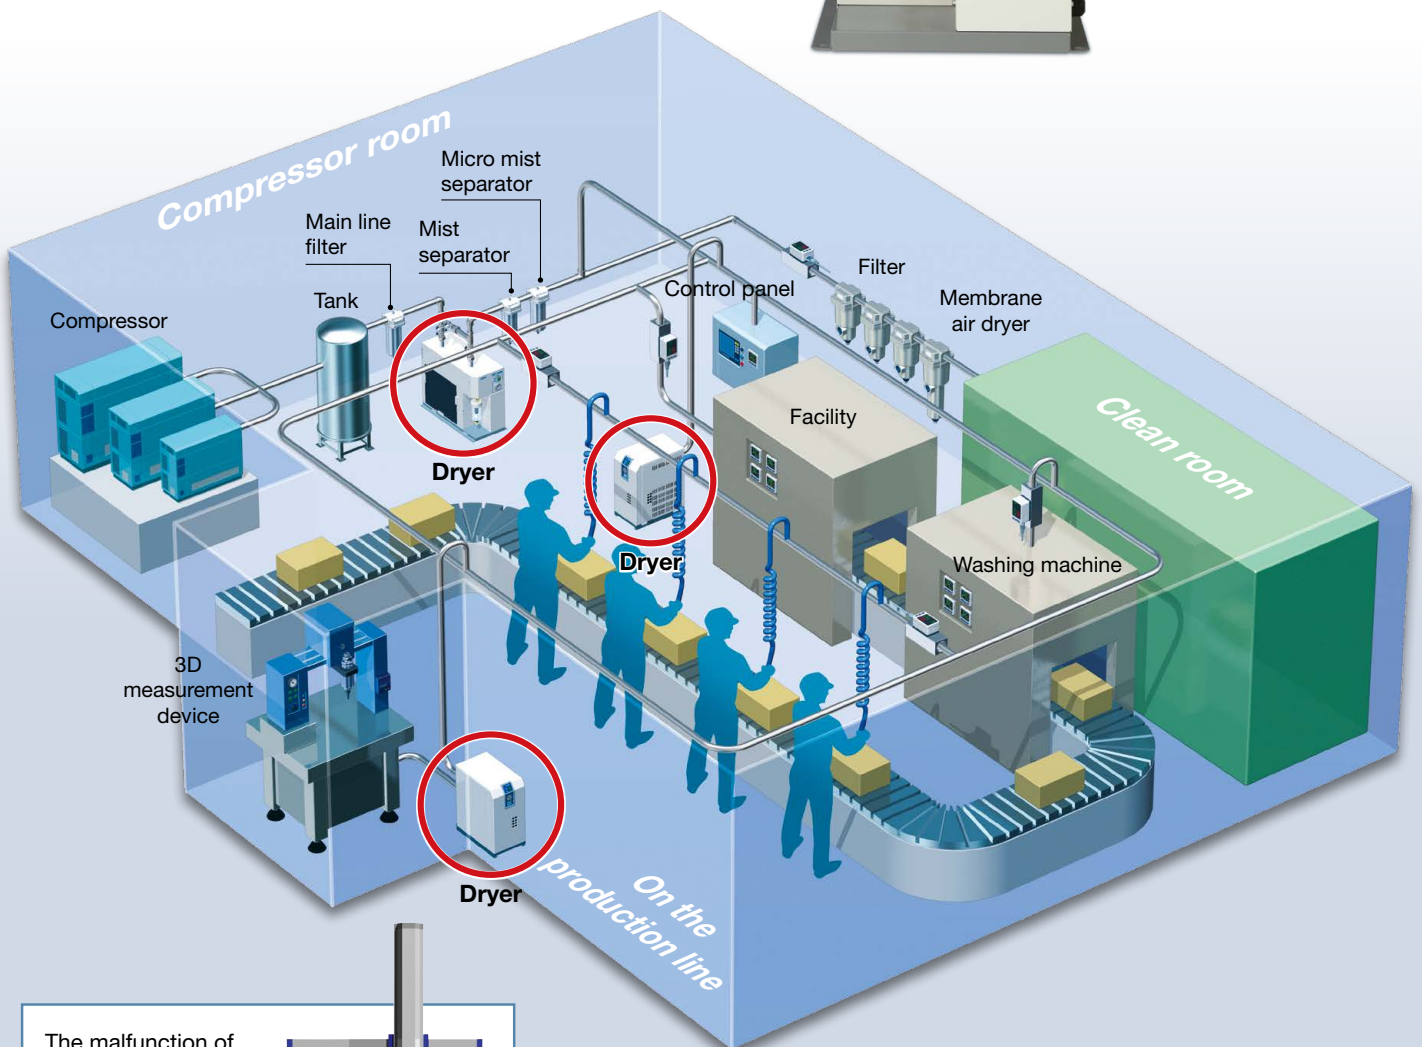 Compressor room
Micro mist
separator
Main line
filter
Mist
separator
Tank
Compressor
Control panel
Filter
Membrane
air dryer
Dryer
Facility
Clean room
Dryer
Washing machine
3D
measurement
device
Dryer
On the
production line
The malfunction of